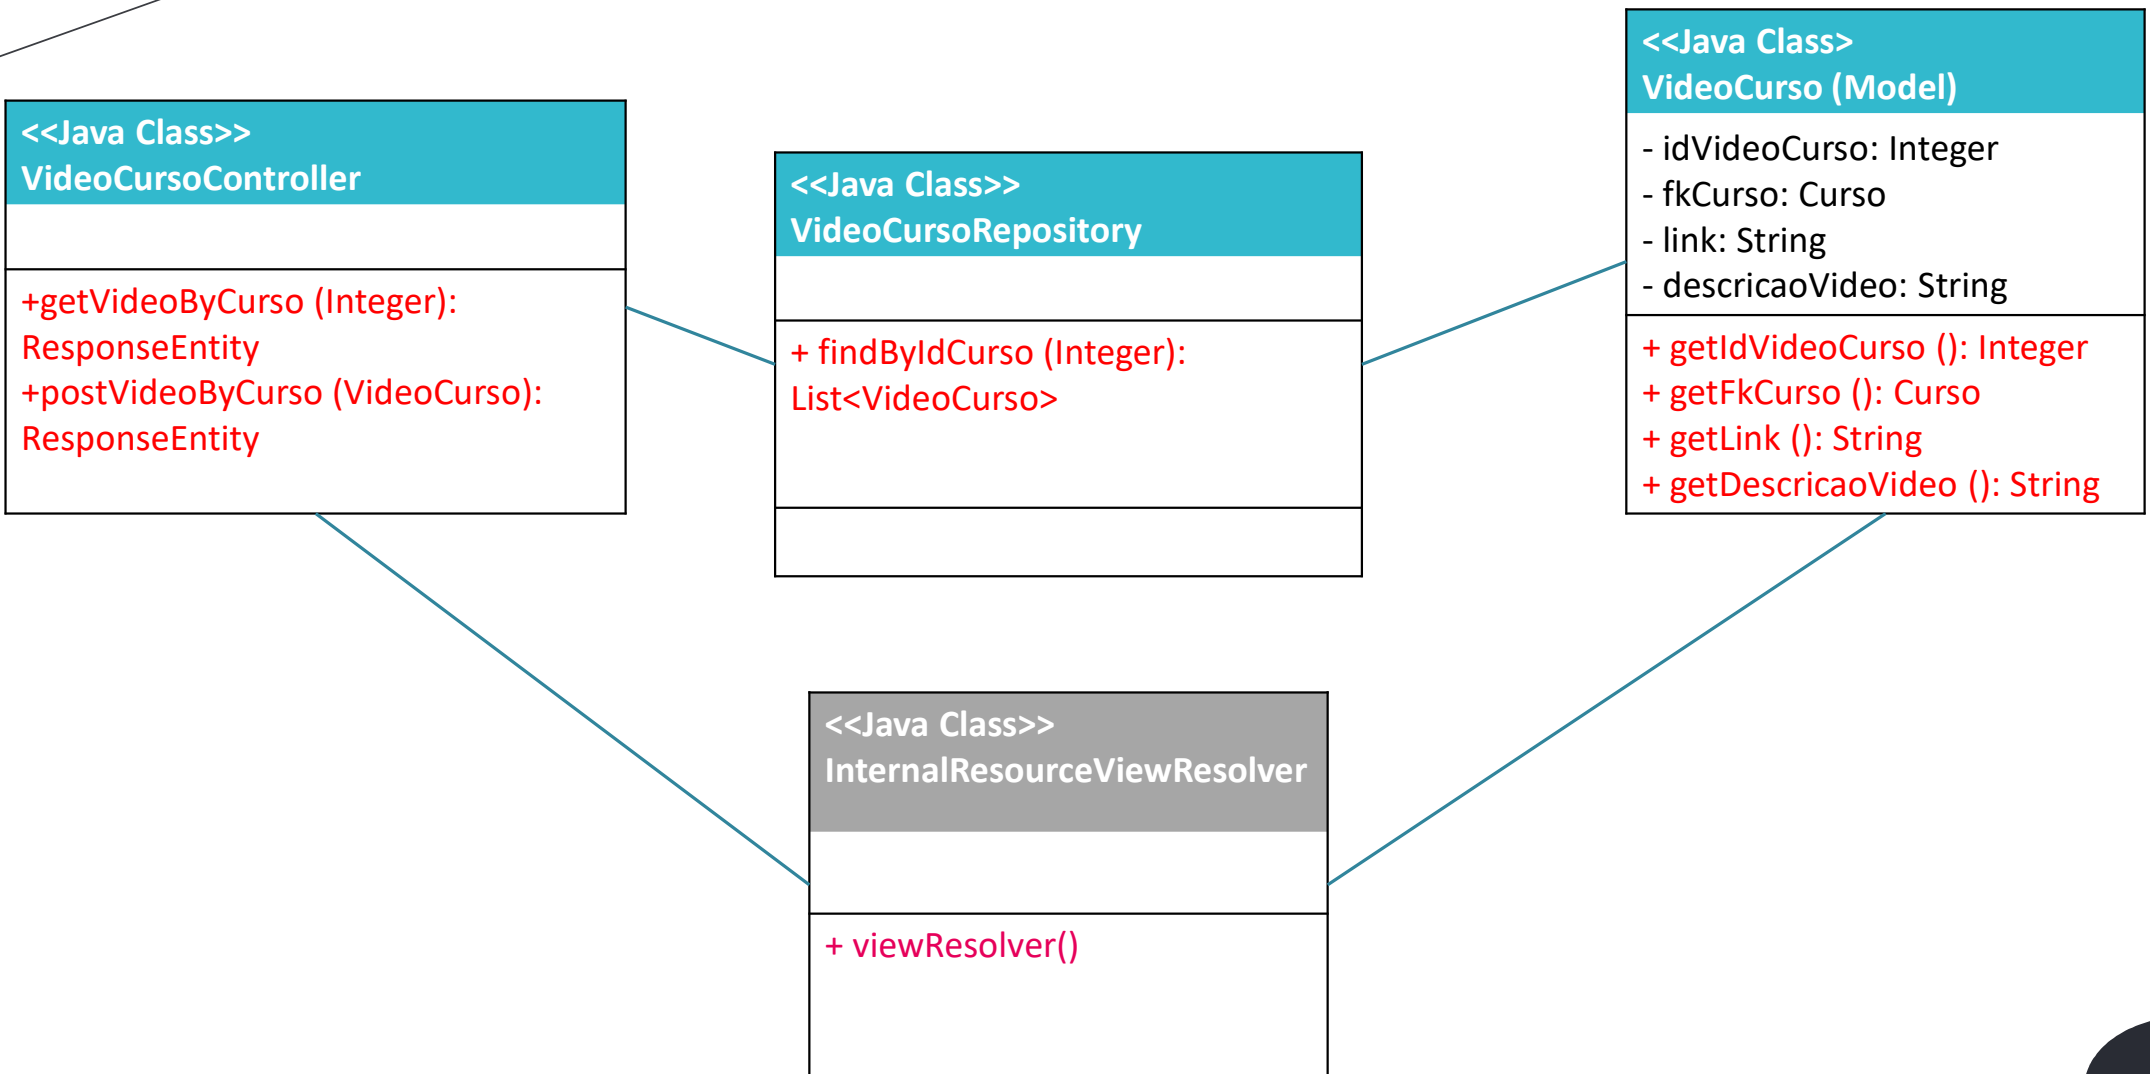 <<Java Class>>
VideoCursoController
+getVideoByCurso (Integer):
ResponseEntity
+postVideoByCurso (VideoCurso):
ResponseEntity
<<Java Class>>
VideoCursoRepository
+ findByIdCurso (Integer):
List<VideoCurso>
<<Java Class>
VideoCurso (Model)
- idVideoCurso: Integer
- fkCurso: Curso
- link: String
- descricaoVideo: String
+ getIdVideoCurso (): Integer
+ getFkCurso (): Curso
+ getLink (): String
+ getDescricaoVideo (): String
<<Java Class>>
InternalResourceViewResolver
+ viewResolver()